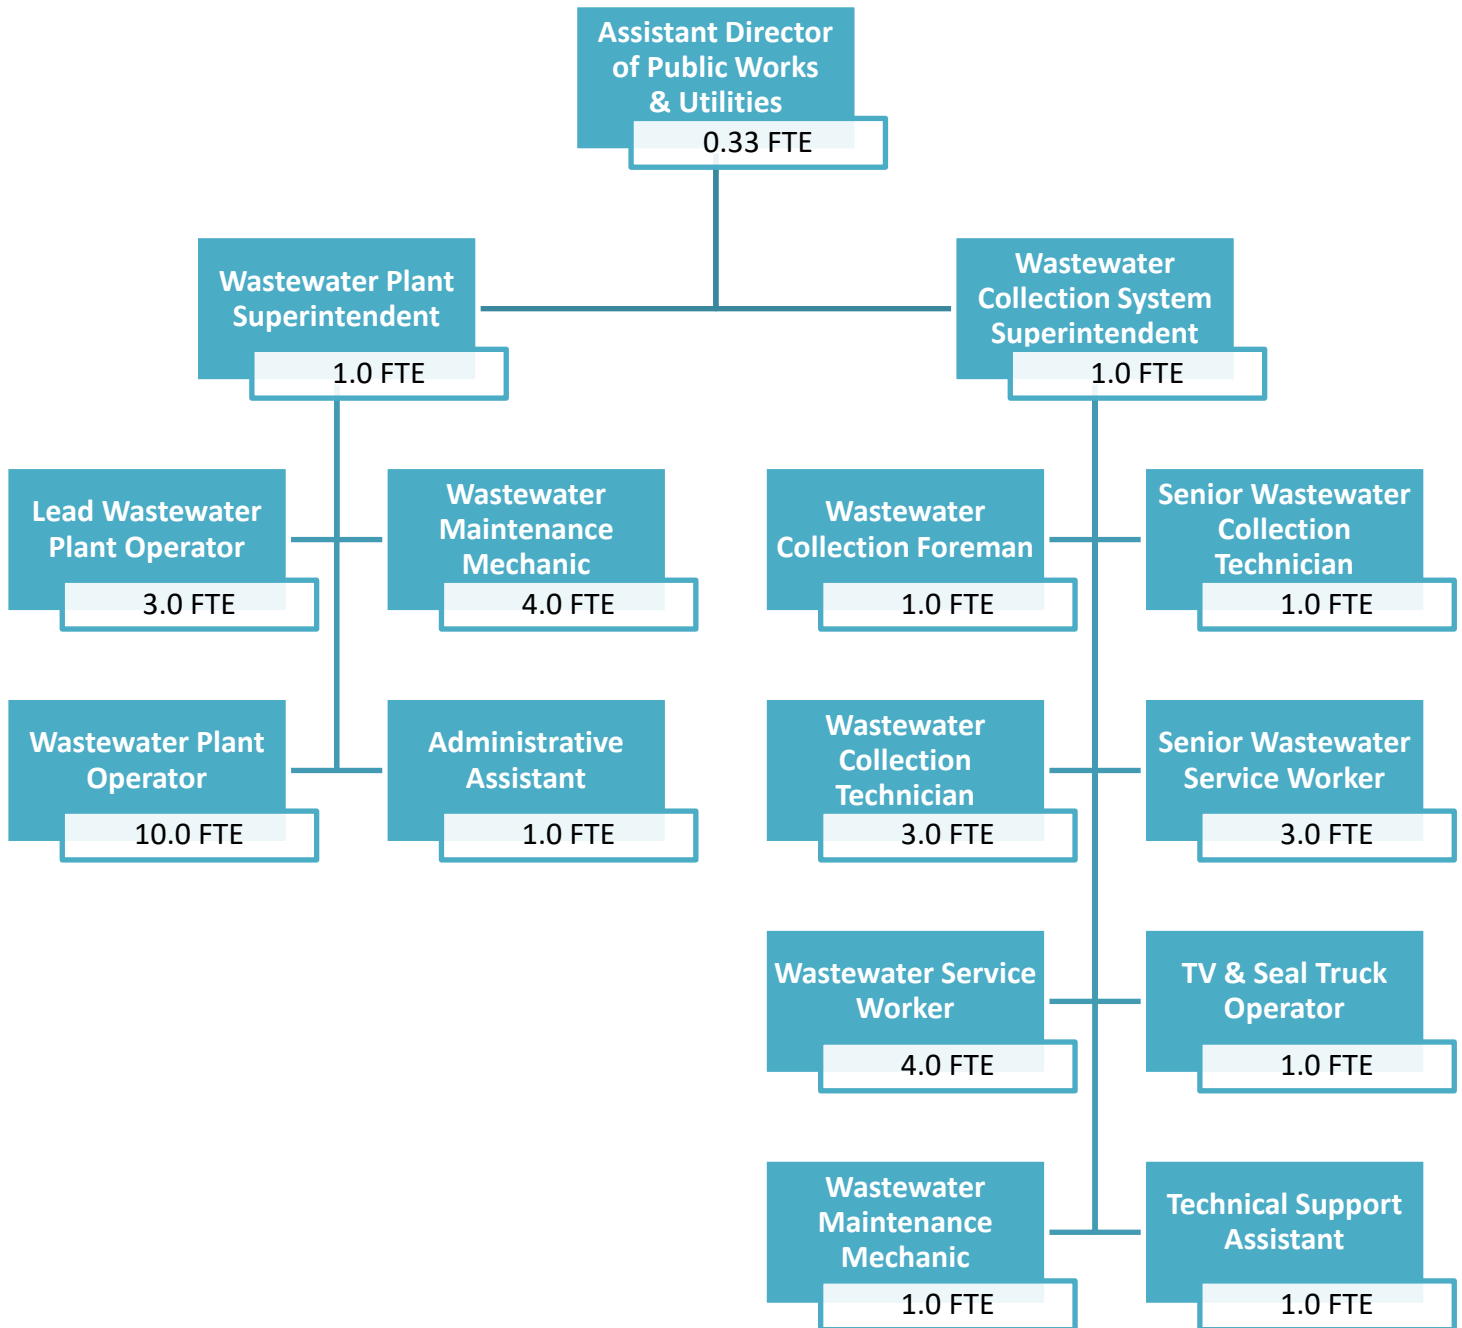 Assistant Director
of Public Works
& Utilities
0.33 FTE
Wastewater Plant
Superintendent
1.0 FTE
Wastewater
Collection System
Superintendent
1.0 FTE
Lead Wastewater
Plant Operator
3.0 FTE
Wastewater
Maintenance
Mechanic
4.0 FTE
Wastewater
Collection Foreman
1.0 FTE
Senior Wastewater
Collection
Technician
1.0 FTE
Wastewater Plant
Operator
10.0 FTE
Administrative
Assistant
1.0 FTE
Wastewater
Collection
Technician
3.0 FTE
Senior Wastewater
Service Worker
3.0 FTE
Wastewater Service
Worker
4.0 FTE
TV & Seal Truck
Operator
1.0 FTE
Wastewater
Maintenance
Mechanic
1.0 FTE
Technical Support
Assistant
1.0 FTE